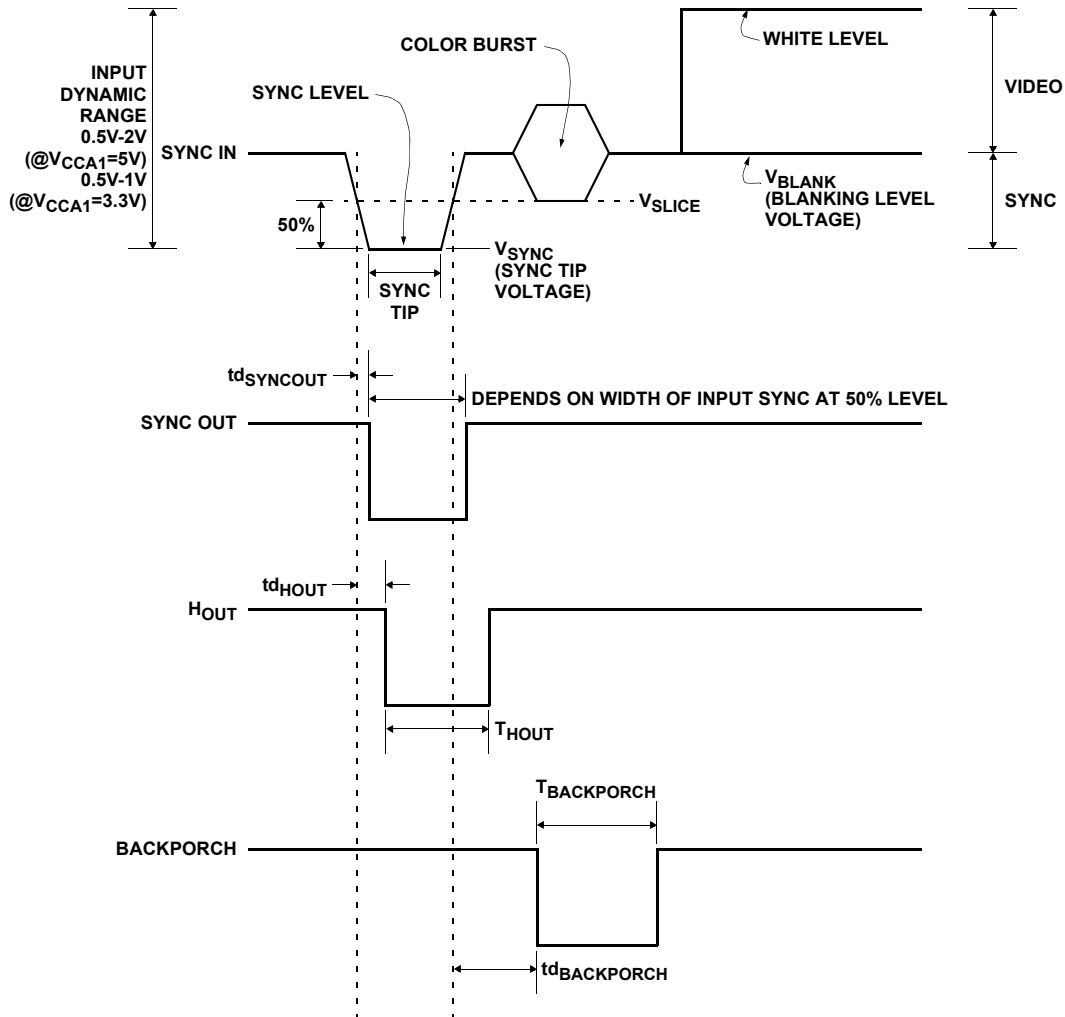 INPUT
DYNAMIC
RANGE
0.5V-2V
(@VCCA1=5V)
0.5V-1V
(@VCCA1=3.3V)
SYNC IN
SYNC LEVEL
COLOR BURST
WHITE LEVEL
VIDEO
SYNC
50%
VSLICE
VBLANK
(BLANKING LEVEL
VOLTAGE)
VSYNC
(SYNC TIP
VOLTAGE)
SYNC
TIP
tdSYNCOUT
DEPENDS ON WIDTH OF INPUT SYNC AT 50% LEVEL
SYNC OUT
tdHOUT
HOUT
THOUT
TBACKPORCH
BACKPORCH
tdBACKPORCH